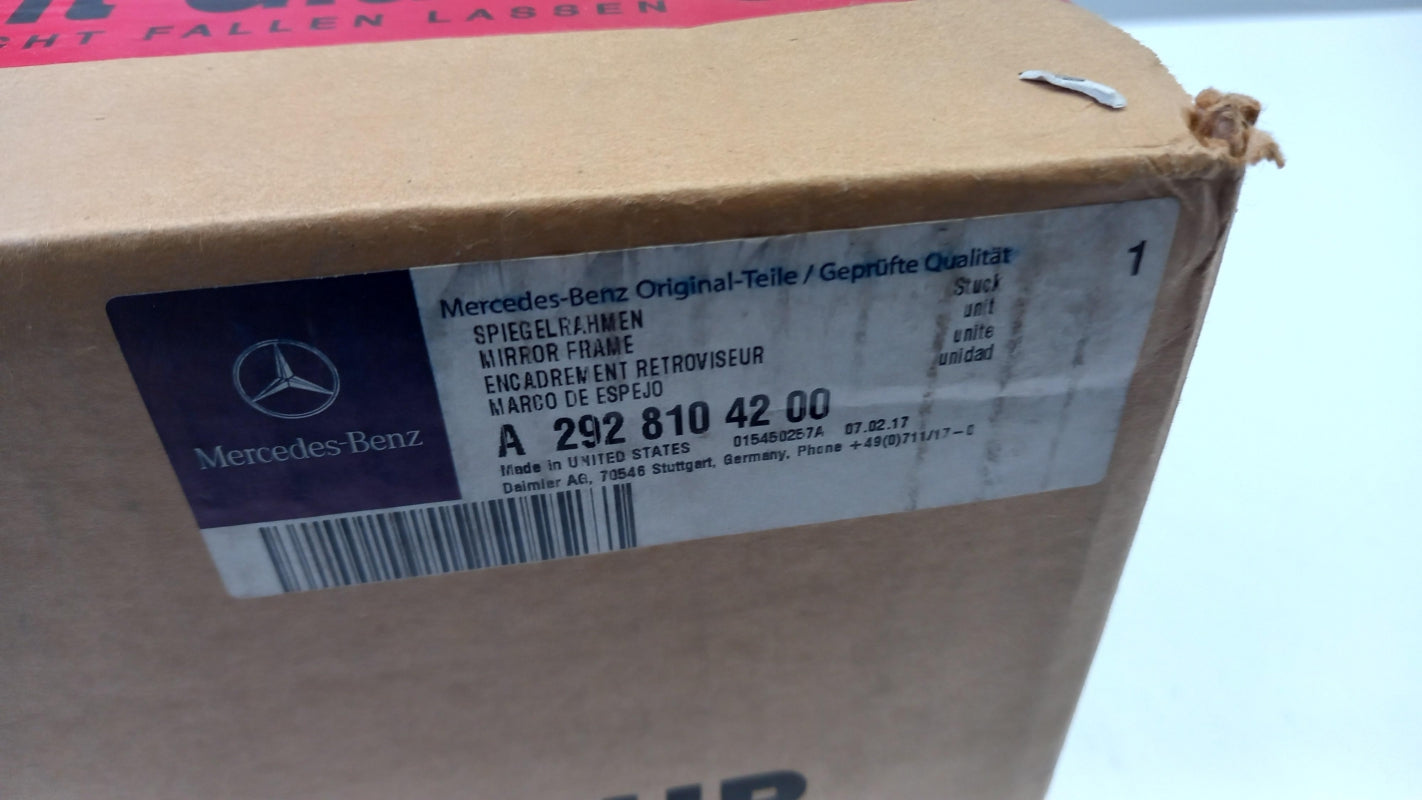 FALLEN LASSEN
Mercedes-Benz Original-Teile / Geprüfte Qualität
1
SPIEGELRAHMEN
Stuck
MIRROR FRAME
unit
ENCADREMENT RETROVISEUR
unite
MARCO DE ESPEJO
unidad
A 292 810 42 00
Made in UNITED STATES 015450257A 07.02.17
Daimler AG, 70546 Stuttgart, Germany, Phone +49(0)711/17-0
Mercedes-Benz